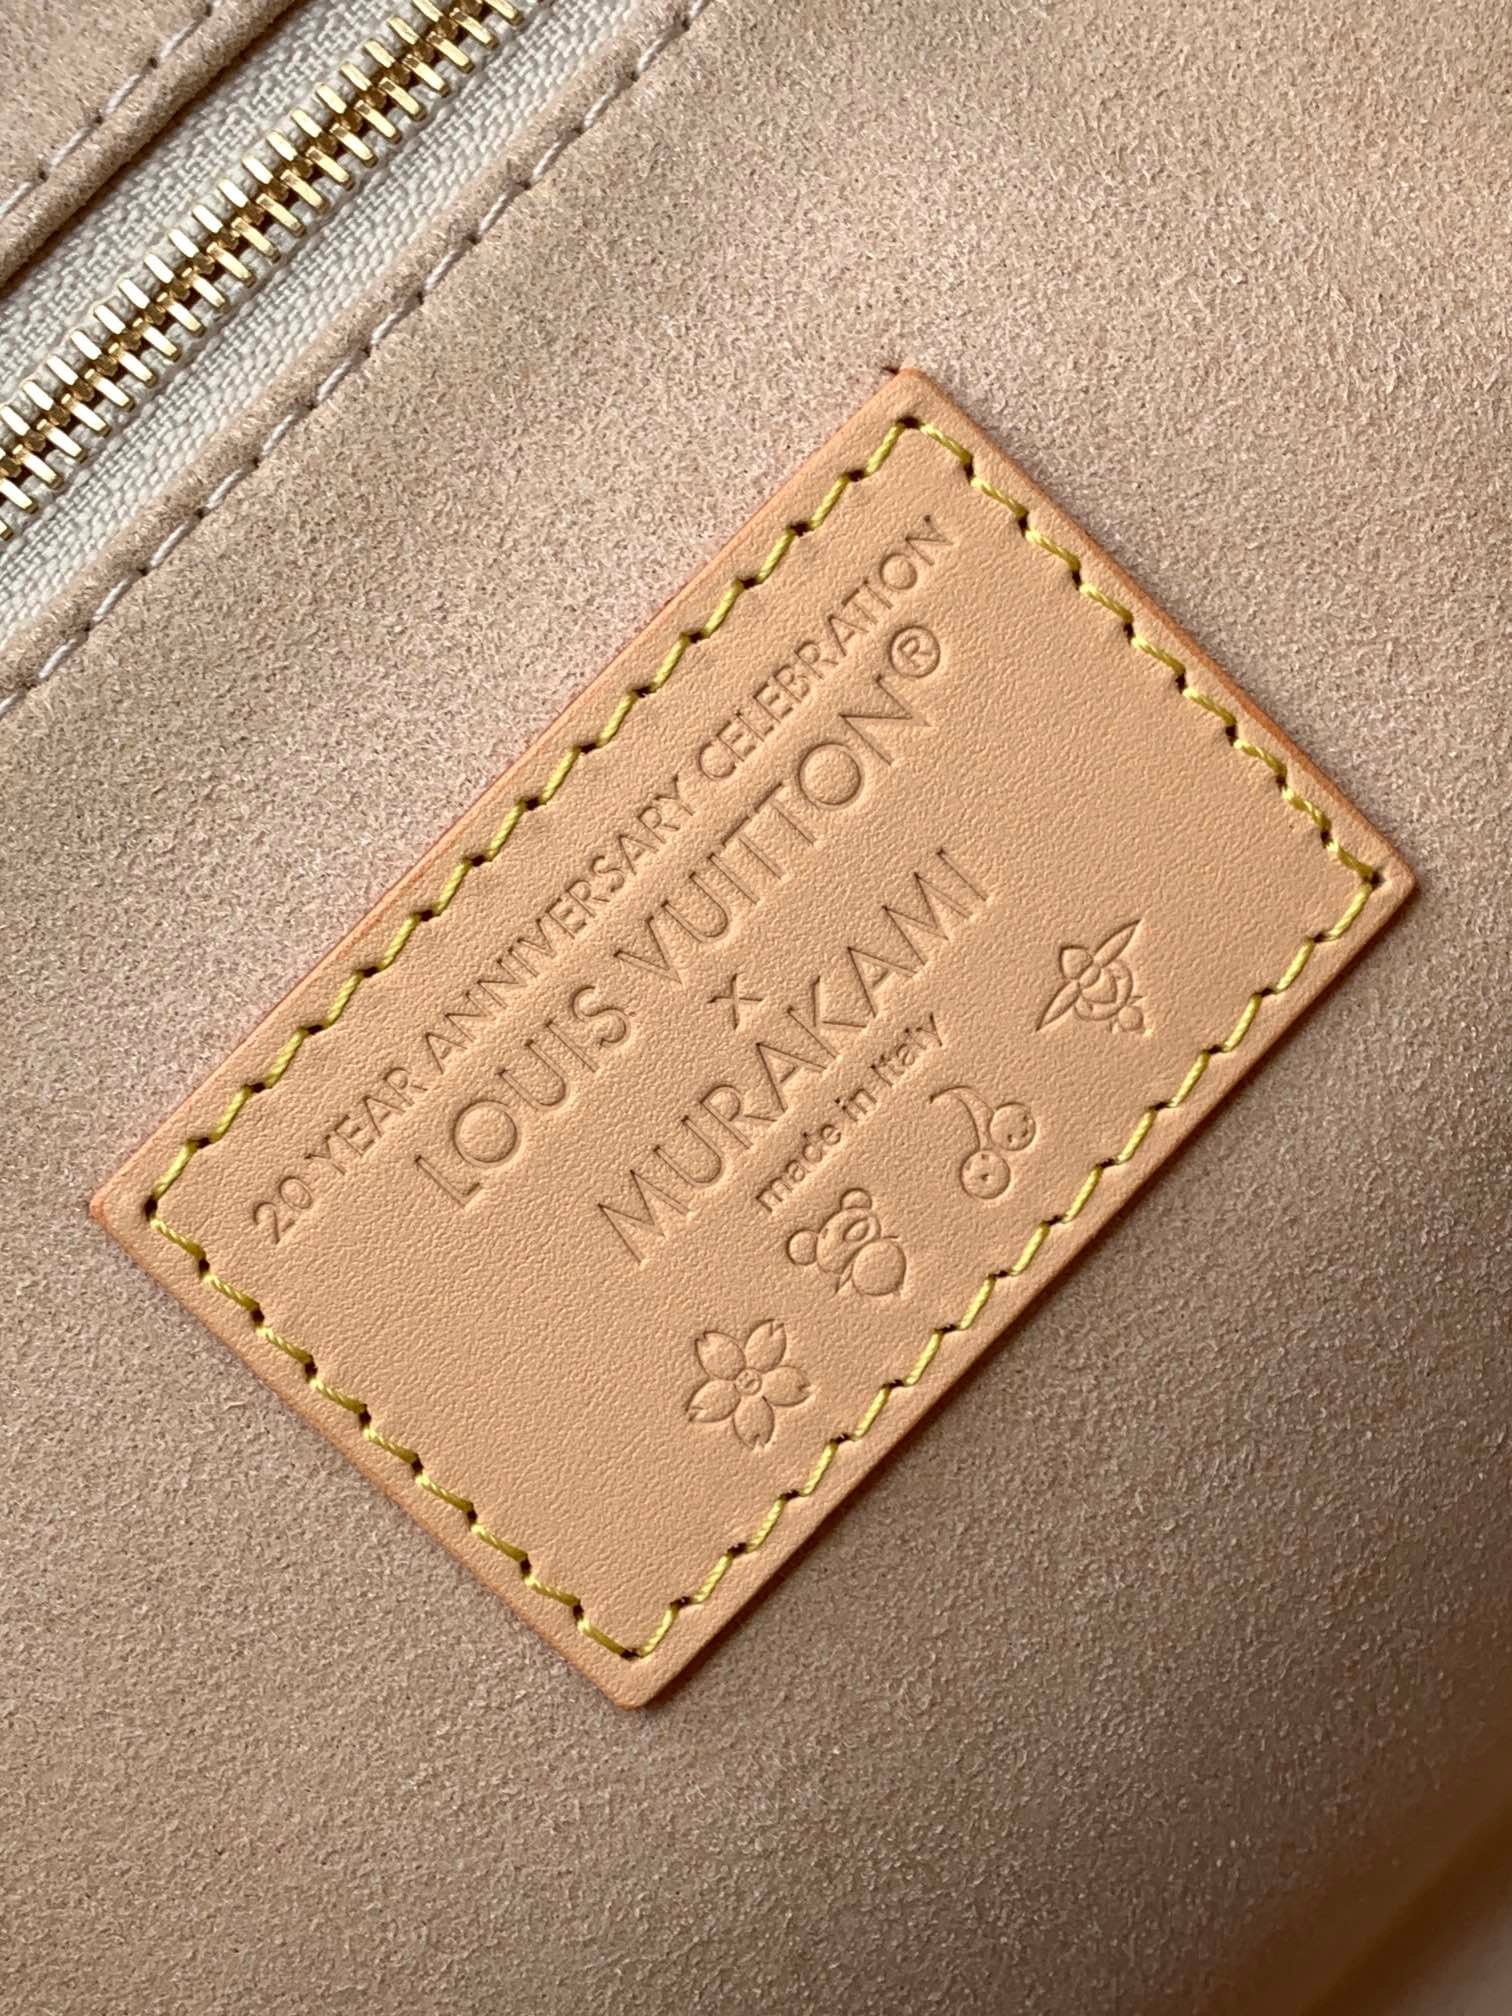 20 YEAR ANNIVERSARY CELEBRATION
LOUIS VUITTON®
X
MURAKAMI
made in Italy